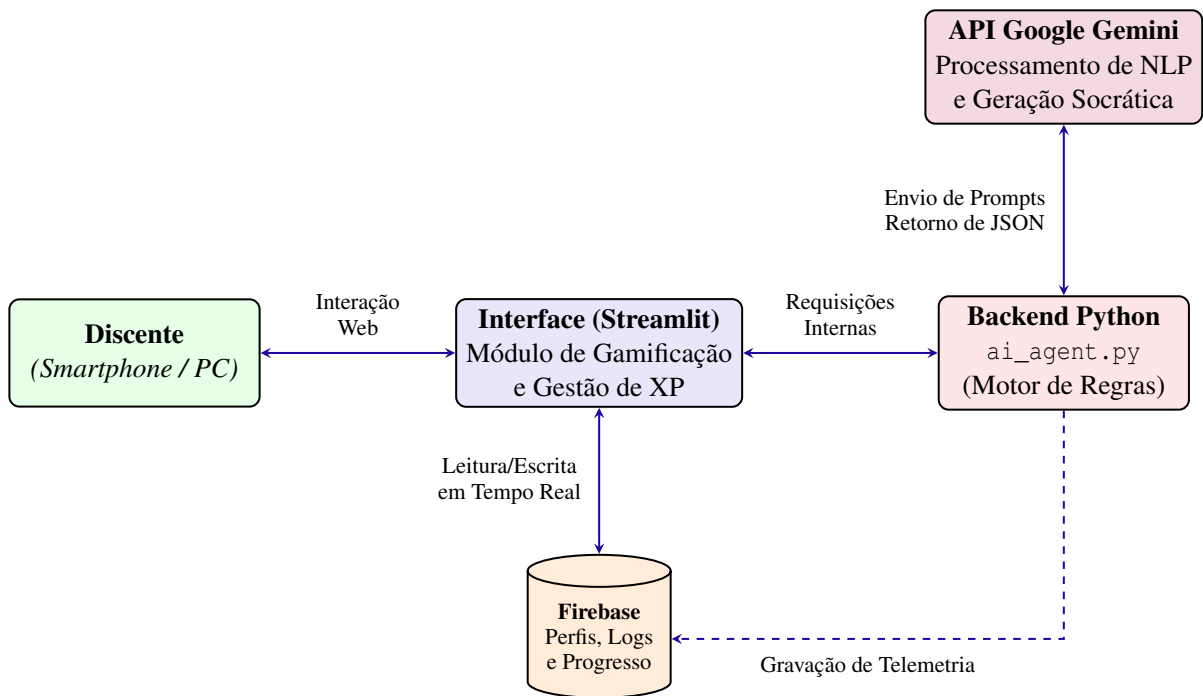 API Google Gemini
Processamento de NLP
e Geração Socrática
Envio de Prompts
Retorno de JSON
Discente
(Smartphone / PC)
Interação
Web
Interface (Streamlit)
Módulo de Gamificação
e Gestão de XP
Requisições
Internas
Backend Python
ai_agent.py
(Motor de Regras)
Leitura/Escrita
em Tempo Real
Firebase
Perfis, Logs
e Progresso
Gravação de Telemetria